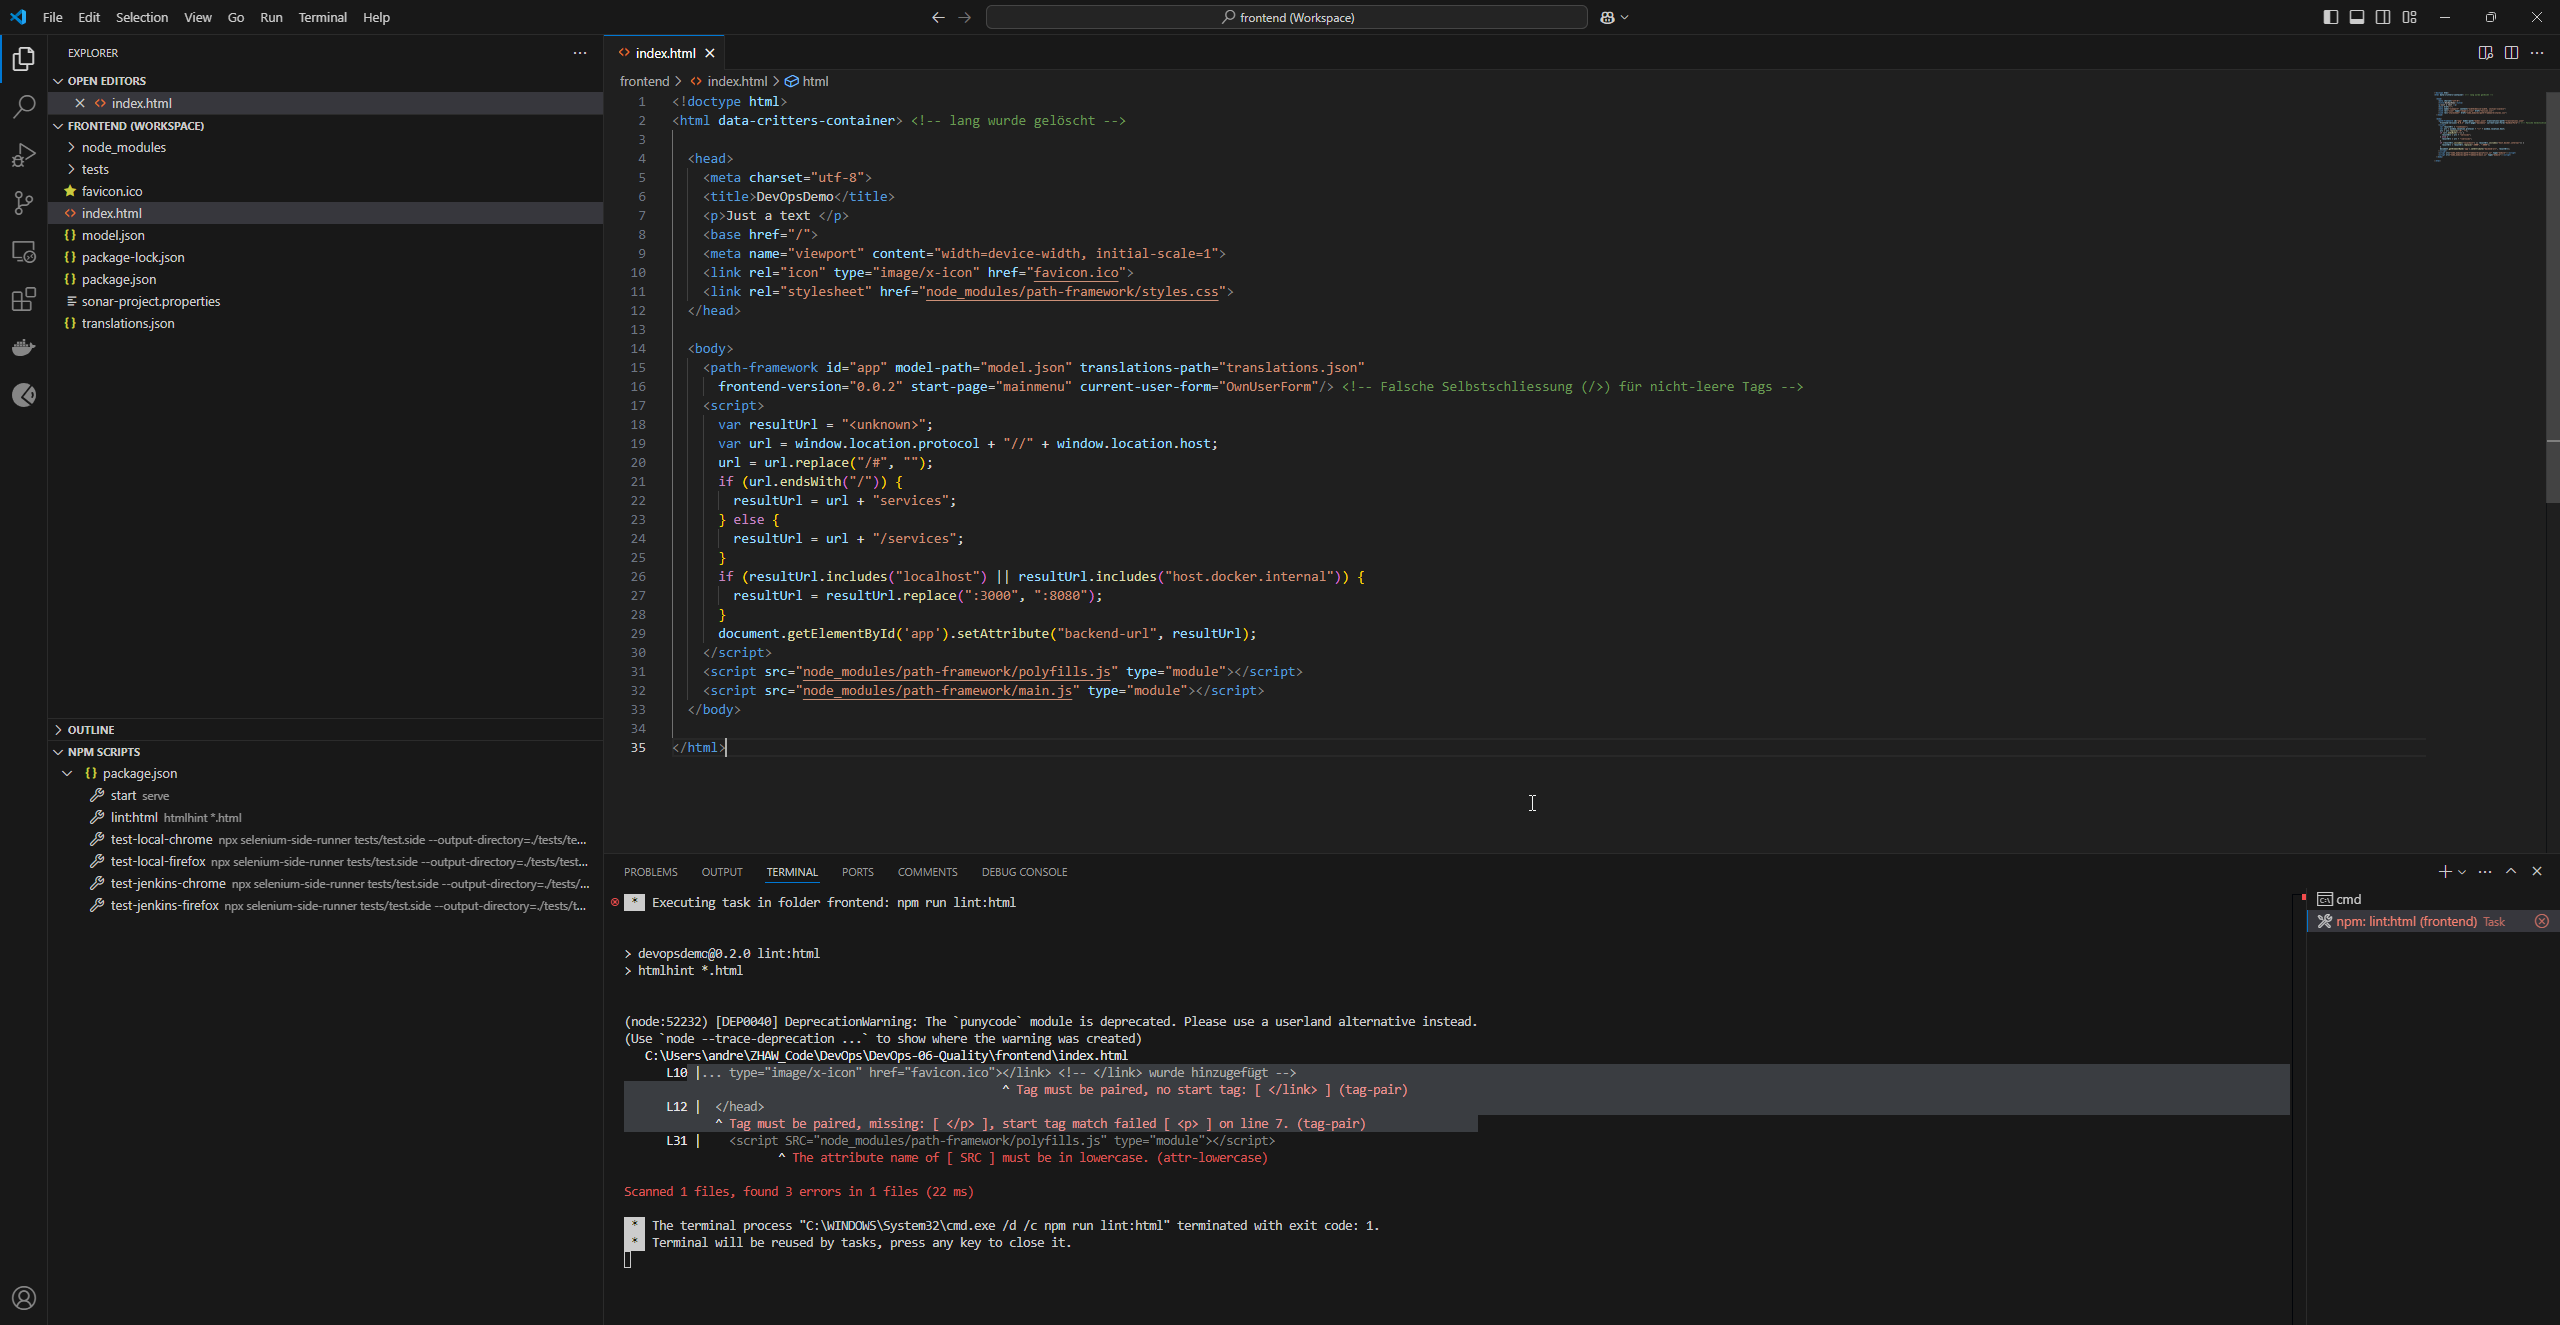 File Edit Selection View Go Run Terminal Help
frontend (Workspace)
EXPLORER
OPEN EDITORS
index.html
FRONTEND (WORKSPACE)
node_modules
tests
favicon.ico
index.html
model.json
package-lock.json
package.json
sonar-project.properties
translations.json
OUTLINE
NPM SCRIPTS
package.json
start serve
lint:html htmlhint *.html
test-local-chrome npx selenium-side-runner tests/test.side --output-directory=./tests/te...
test-local-firefox npx selenium-side-runner tests/test.side --output-directory=./tests/test...
test-jenkins-chrome npx selenium-side-runner tests/test.side --output-directory=./tests/...
test-jenkins-firefox npx selenium-side-runner tests/test.side --output-directory=./tests/t...
index.html
frontend > index.html > html
1 <!doctype html>
2 <html data-critters-container> <!-- lang wurde gelöscht -->
3
4 <head>
5 <meta charset="utf-8">
6 <title>DevOpsDemo</title>
7 <p>Just a text </p>
8 <base href="/">
9 <meta name="viewport" content="width=device-width, initial-scale=1">
10 <link rel="icon" type="image/x-icon" href="favicon.ico">
11 <link rel="stylesheet" href="node_modules/path-framework/styles.css">
12 </head>
13
14 <body>
15 <path-framework id="app" model-path="model.json" translations-path="translations.json"
16 frontend-version="0.0.2" start-page="mainmenu" current-user-form="OwnUserForm"/> <!-- Falsche Selbstschliessung (/>) für nicht-leere Tags -->
17 <script>
18 var resultUrl = "<unknown>";
19 var url = window.location.protocol + "//" + window.location.host;
20 url = url.replace("/#", "");
21 if (url.endsWith("/")) {
22 resultUrl = url + "services";
23 } else {
24 resultUrl = url + "/services";
25 }
26 if (resultUrl.includes("localhost") || resultUrl.includes("host.docker.internal")) {
27 resultUrl = resultUrl.replace(":3000", ":8080");
28 }
29 document.getElementById('app').setAttribute("backend-url", resultUrl);
30 </script>
31 <script src="node_modules/path-framework/polyfills.js" type="module"></script>
32 <script src="node_modules/path-framework/main.js" type="module"></script>
33 </body>
34
35 </html>
PROBLEMS OUTPUT TERMINAL PORTS COMMENTS DEBUG CONSOLE
* Executing task in folder frontend: npm run lint:html
> devopsdemo@0.2.0 lint:html
> htmlhint *.html
(node:52232) [DEP0040] DeprecationWarning: The `punycode` module is deprecated. Please use a userland alternative instead.
(Use `node --trace-deprecation ...` to show where the warning was created)
C:\Users\andre\ZHAW_Code\DevOps\DevOps-06-Quality\frontend\index.html
L10 |... type="image/x-icon" href="favicon.ico"></link> <!-- </link> wurde hinzugefügt -->
^ Tag must be paired, no start tag: [ </link> ] (tag-pair)
L12 | </head>
^ Tag must be paired, missing: [ </p> ], start tag match failed [ <p> ] on line 7. (tag-pair)
L31 | <script SRC="node_modules/path-framework/polyfills.js" type="module"></script>
^ The attribute name of [ SRC ] must be in lowercase. (attr-lowercase)
Scanned 1 files, found 3 errors in 1 files (22 ms)
* The terminal process "C:\WINDOWS\System32\cmd.exe /d /c npm run lint:html" terminated with exit code: 1.
* Terminal will be reused by tasks, press any key to close it.
cmd
npm: lint:html (frontend) Task